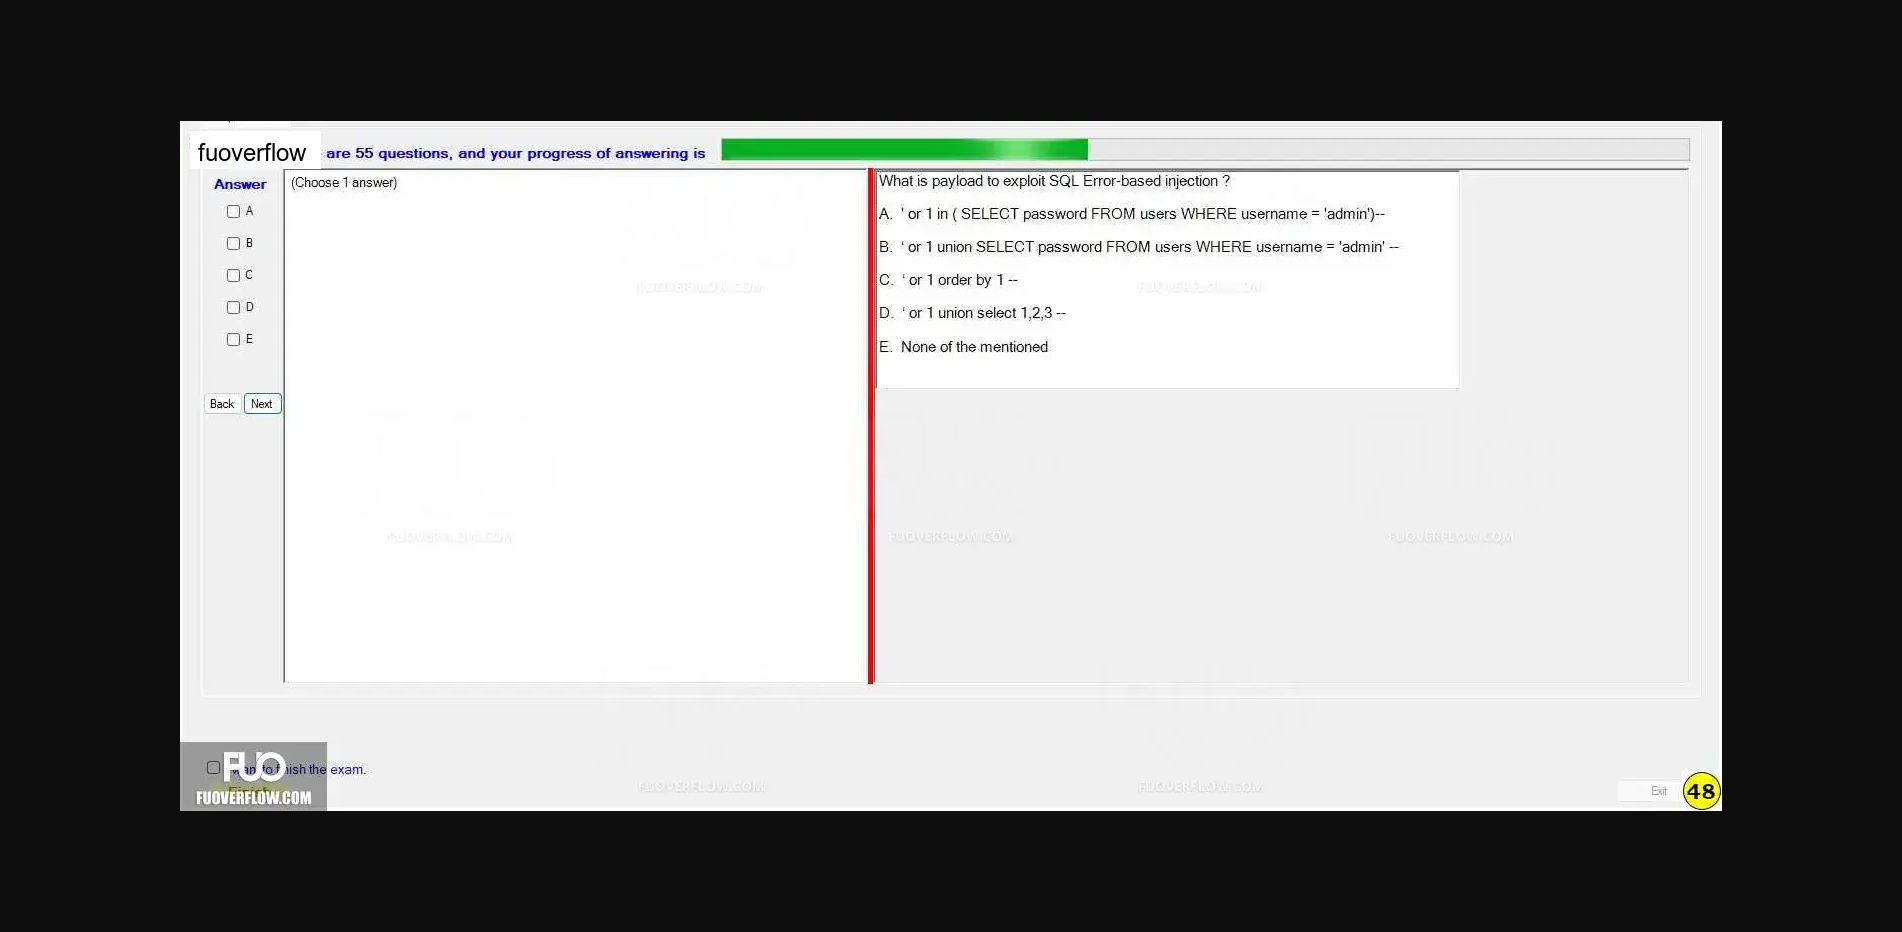 fuoverflow
are 55 questions, and your progress of answering is
Answer
(Choose 1 answer)
A
B
C
D
E
Back Next
What is payload to exploit SQL Error-based injection ?
A. ' or 1 in ( SELECT password FROM users WHERE username = 'admin')--
B. ‘ or 1 union SELECT password FROM users WHERE username = 'admin' --
C. ‘ or 1 order by 1 --
D. ‘ or 1 union select 1,2,3 --
E. None of the mentioned
FUOVERFLOW.COM
FUOVERFLOW.COM
FUOVERFLOW.COM
FUOVERFLOW.COM
FUOVERFLOW.COM
FUOVERFLOW.COM
FUOVERFLOW.COM
FUO
want to finish the exam.
Finish
FUOVERFLOW.COM
Exit
48